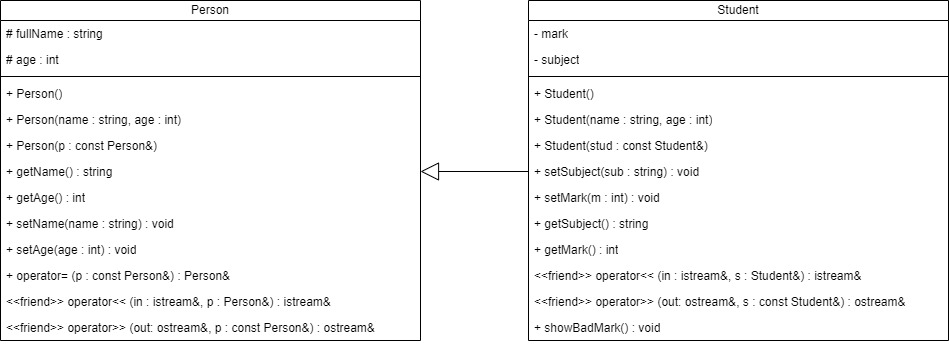 Person
# fullName : string
# age : int
+ Person()
+ Person(name : string, age : int)
+ Person(p : const Person&)
+ getName() : string
+ getAge() : int
+ setName(name : string) : void
+ setAge(age : int) : void
+ operator= (p : const Person&) : Person&
<<friend>> operator<< (in : istream&, p : Person&) : istream&
<<friend>> operator>> (out: ostream&, p : const Person&) : ostream&
Student
- mark
- subject
+ Student()
+ Student(name : string, age : int)
+ Student(stud : const Student&)
+ setSubject(sub : string) : void
+ setMark(m : int) : void
+ getSubject() : string
+ getMark() : int
<<friend>> operator<< (in : istream&, s : Student&) : istream&
<<friend>> operator>> (out: ostream&, s : const Student&) : ostream&
+ showBadMark() : void